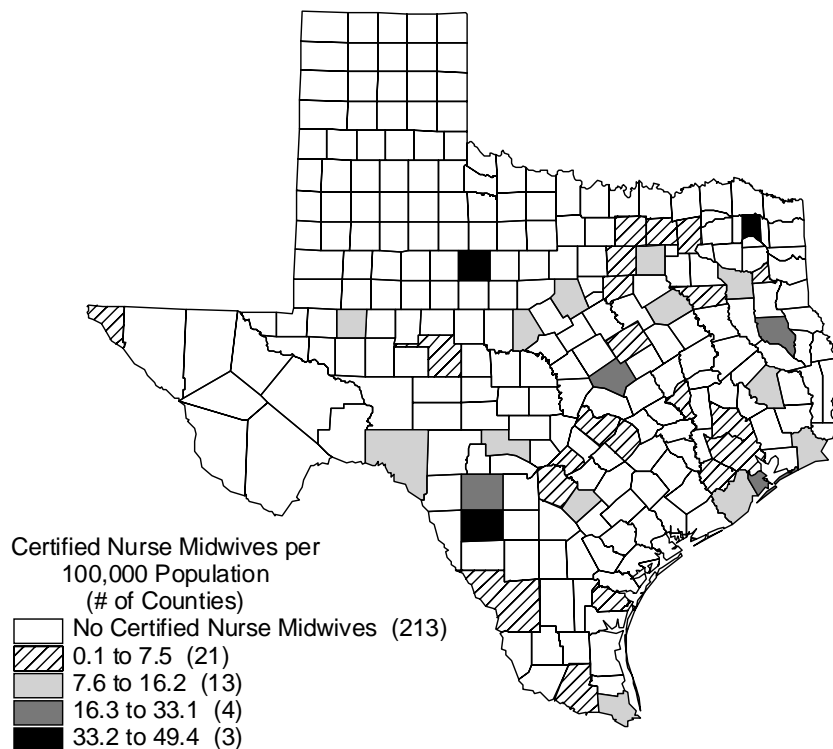 Certified Nurse Midwives per
100,000 Population
(# of Counties)
No Certified Nurse Midwives (213)
0.1 to 7.5 (21)
7.6 to 16.2 (13)
16.3 to 33.1 (4)
33.2 to 49.4 (3)